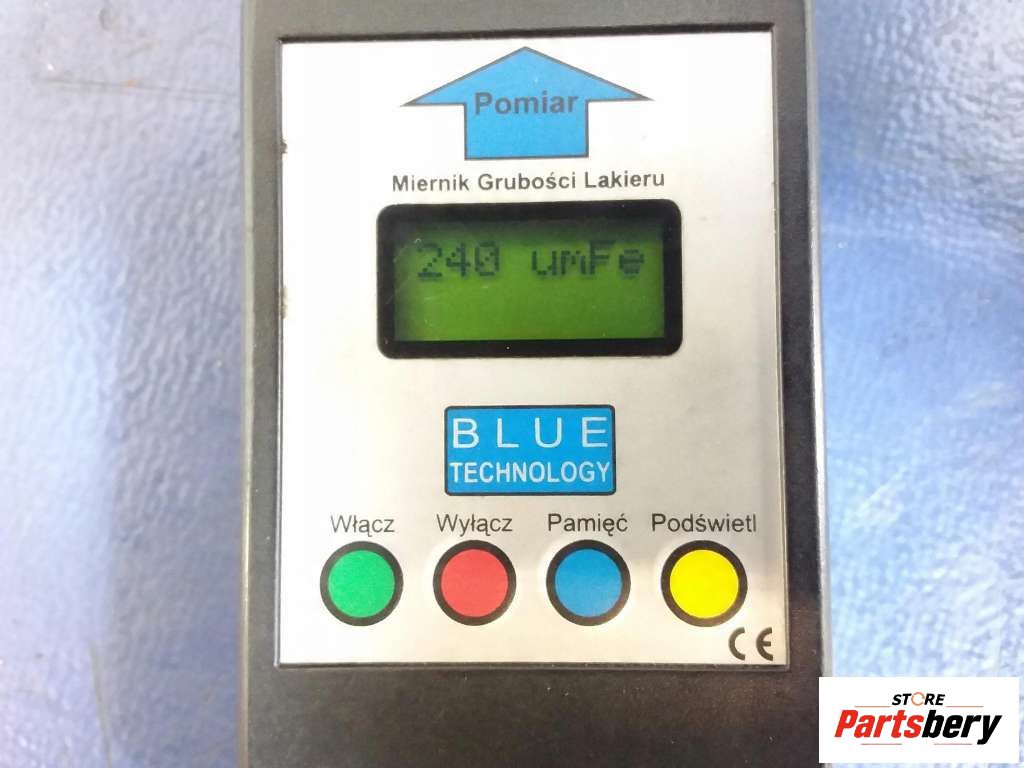 Pomiar
Miernik Grubości Lakieru
240 umFe
BLUE
TECHNOLOGY
Włącz Wyłącz Pamięć Podświetl
CE
STORE
Partsbery